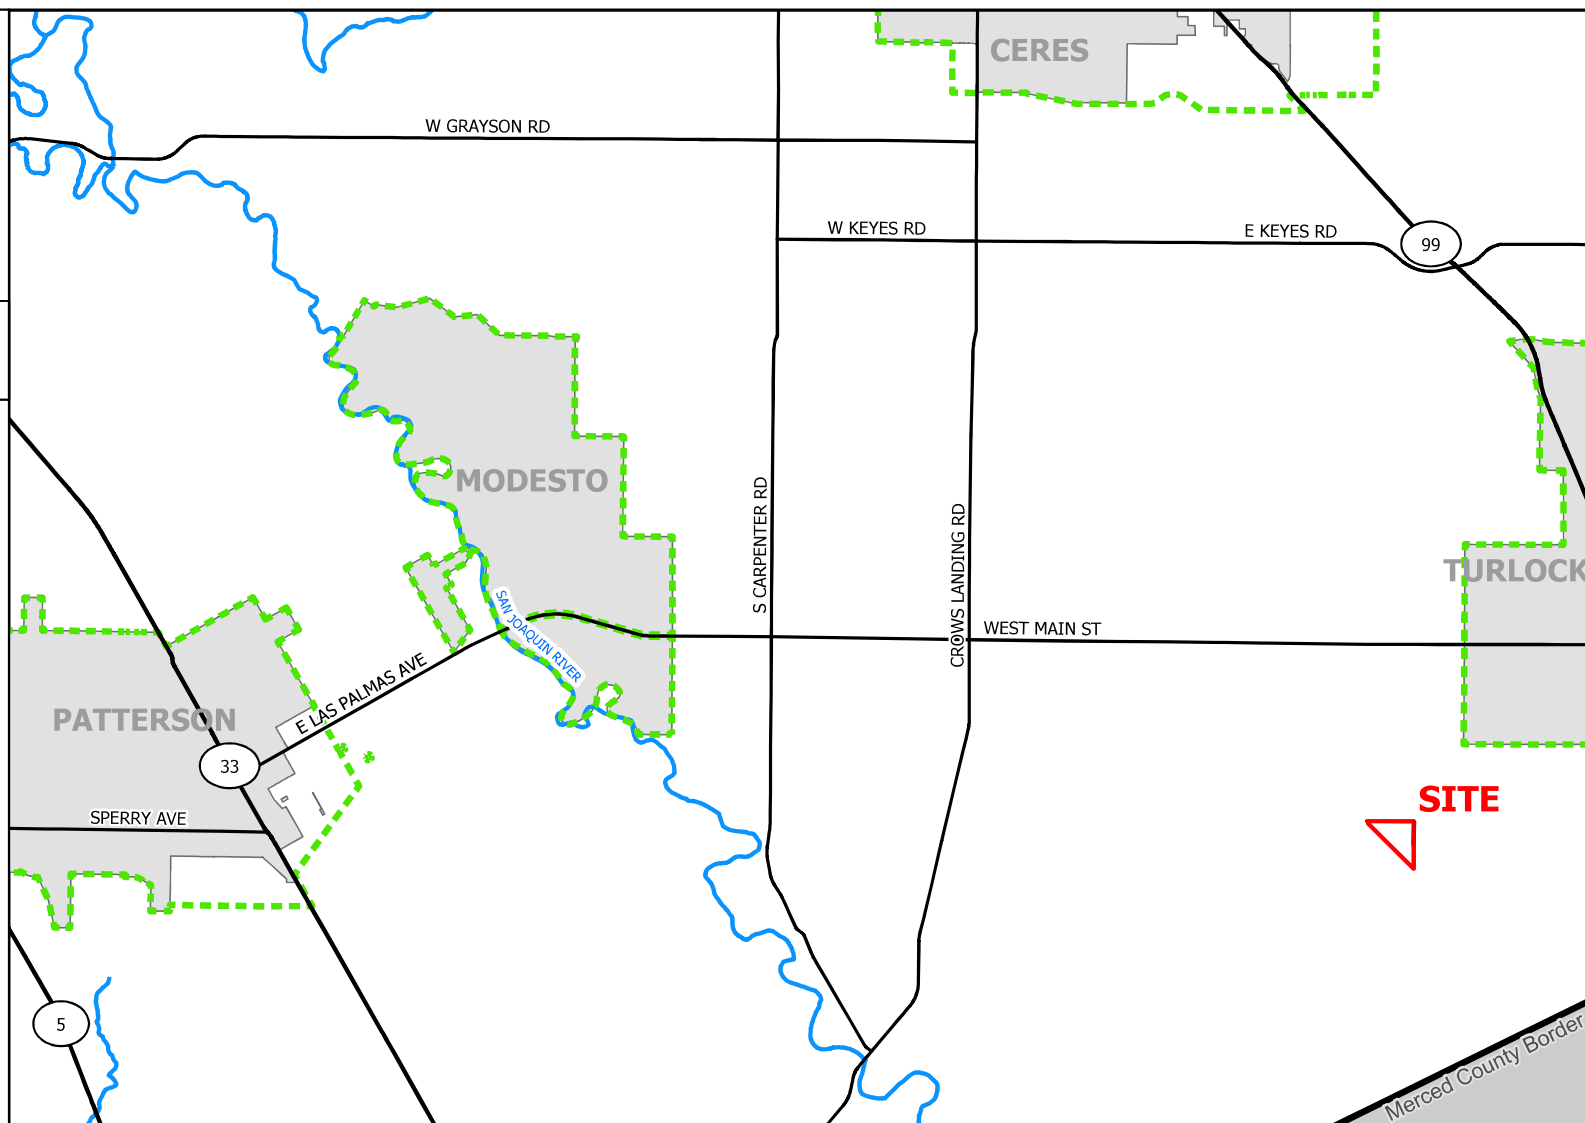 CERES
W GRAYSON RD
W KEYES RD
E KEYES RD
99
MODESTO
S CARPENTER RD
CROWS LANDING RD
TURLOCK
SAN JOAQUIN RIVER
WEST MAIN ST
E LAS PALMAS AVE
PATTERSON
33
SITE
SPERRY AVE
5
Merced County Border